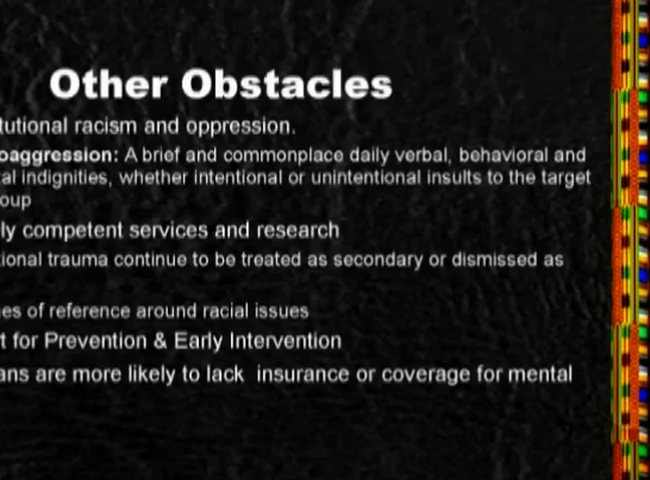 Other Obstacles
tutional racism and oppression.
oaggression: A brief and commonplace daily verbal, behavioral and
al indignities, whether intentional or unintentional insults to the target
oup
ly competent services and research
ional trauma continue to be treated as secondary or dismissed as
es of reference around racial issues
t for Prevention & Early Intervention
ans are more likely to lack insurance or coverage for mental